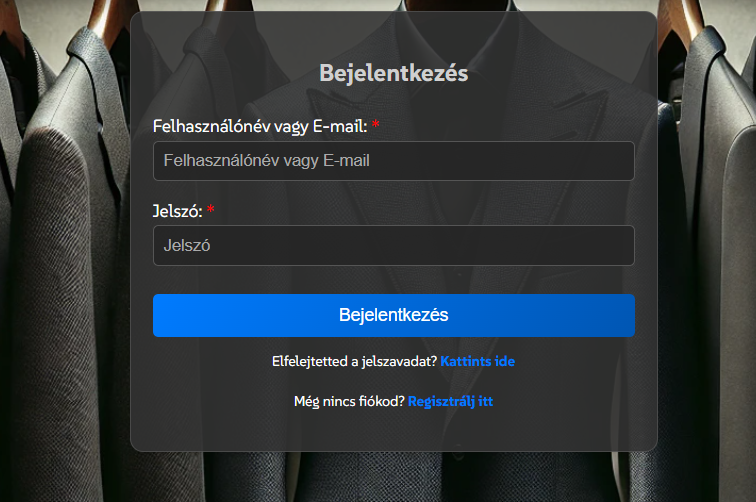 Bejelentkezés
Felhasználónév vagy E-mail: *
Felhasználónév vagy E-mail
Jelszó: *
Jelszó
Bejelentkezés
Elfelejtetted a jelszavadat? Kattints ide
Még nincs fiókod? Regisztrálj itt